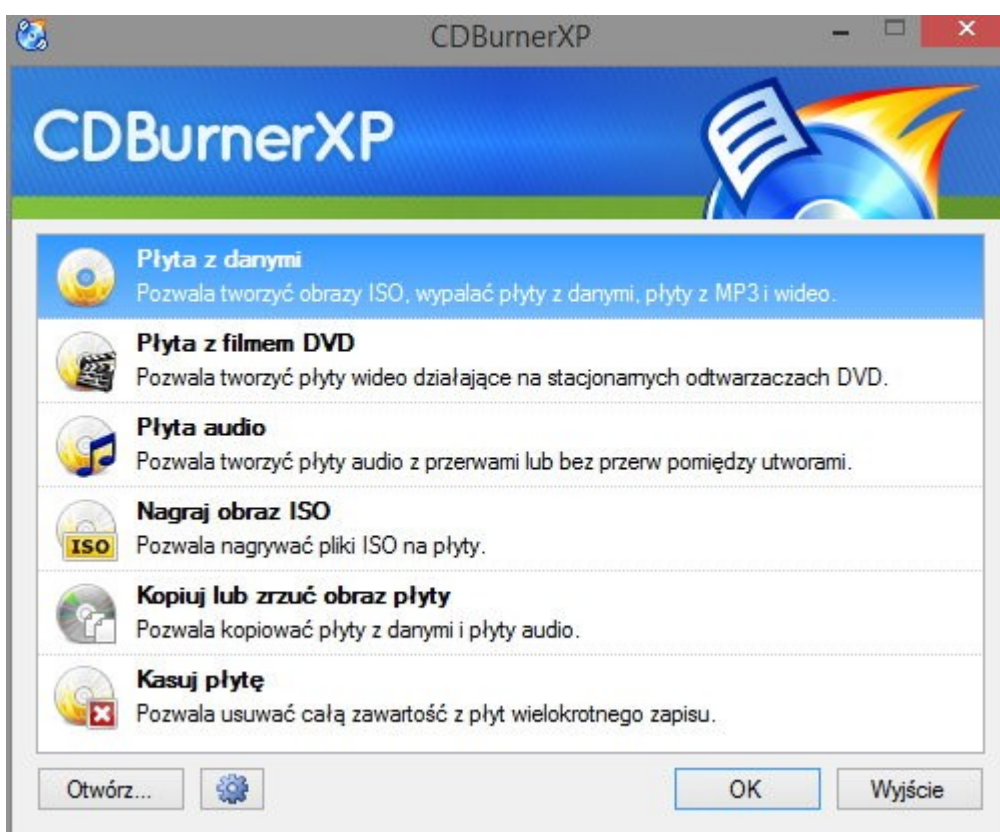 CDBurnerXP
CDBurnerXP
Płyta z danymi
Pozwala tworzyć obrazy ISO, wypalać płyty z danymi, płyty z MP3 i wideo.
Płyta z filmem DVD
Pozwala tworzyć płyty wideo działające na stacjonarnych odtwarzaczach DVD.
Płyta audio
Pozwala tworzyć płyty audio z przerwami lub bez przerw pomiędzy utworami.
ISO
Nagraj obraz ISO
Pozwala nagrywać pliki ISO na płyty.
Kopiuj lub zrzuć obraz płyty
Pozwala kopiować płyty z danymi i płyty audio.
Kasuj płytę
Pozwala usuwać całą zawartość z płyt wielokrotnego zapisu.
Otwórz... OK Wyjście